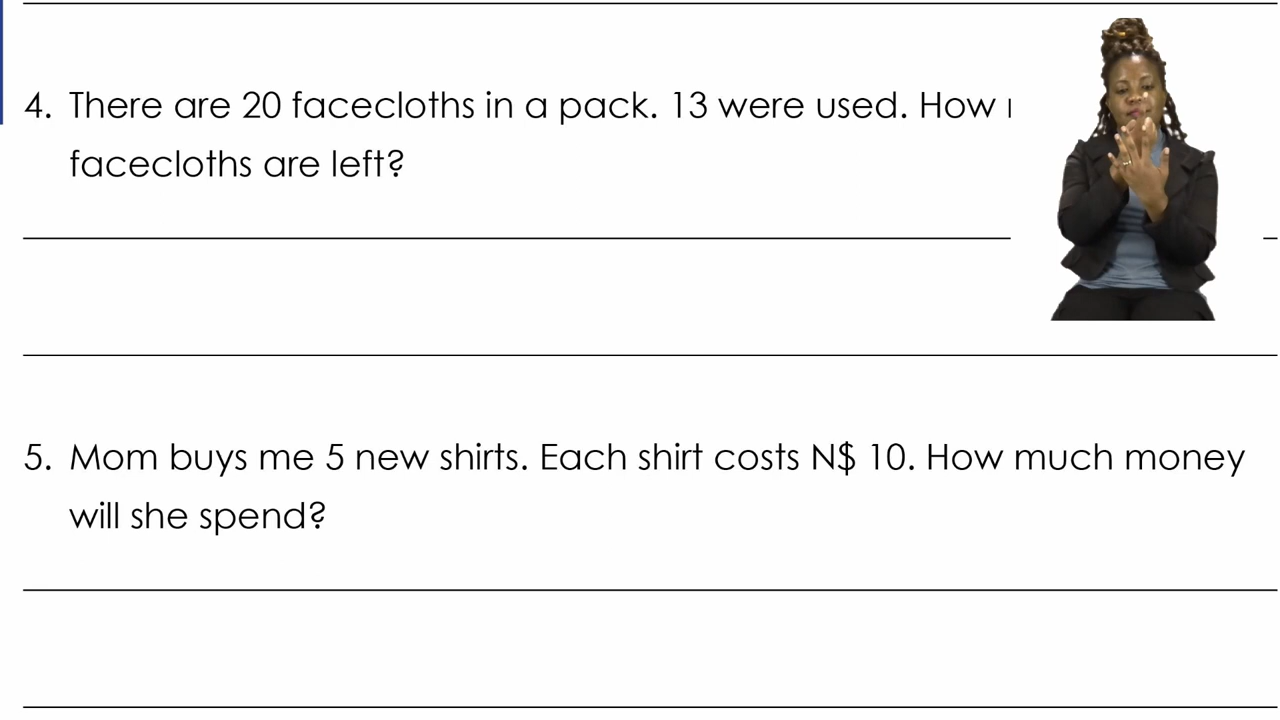 4. There are 20 facecloths in a pack. 13 were used. How
facecloths are left?
5. Mom buys me 5 new shirts. Each shirt costs N$ 10. How much money
will she spend?